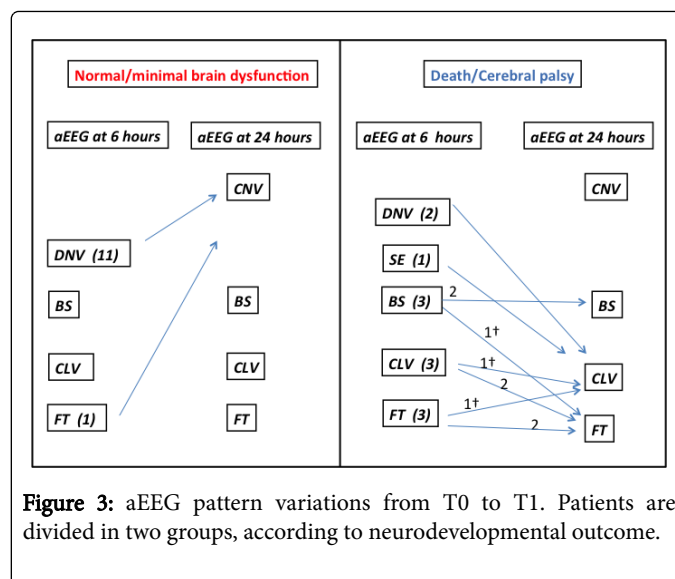 Normal/minimal brain dysfunction
aEEG at 6 hours
aEEG at 24 hours
CNV
DNV (11)
BS
BS
CLV
CLV
FT (1)
FT
Death/Cerebral palsy
aEEG at 6 hours
aEEG at 24 hours
CNV
DNV (2)
SE (1)
BS (3)
2
BS
1†
CLV (3)
1†
2
CLV
FT (3)
1†
2
FT
Figure 3: aEEG pattern variations from T0 to T1. Patients are
divided in two groups, according to neurodevelopmental outcome.